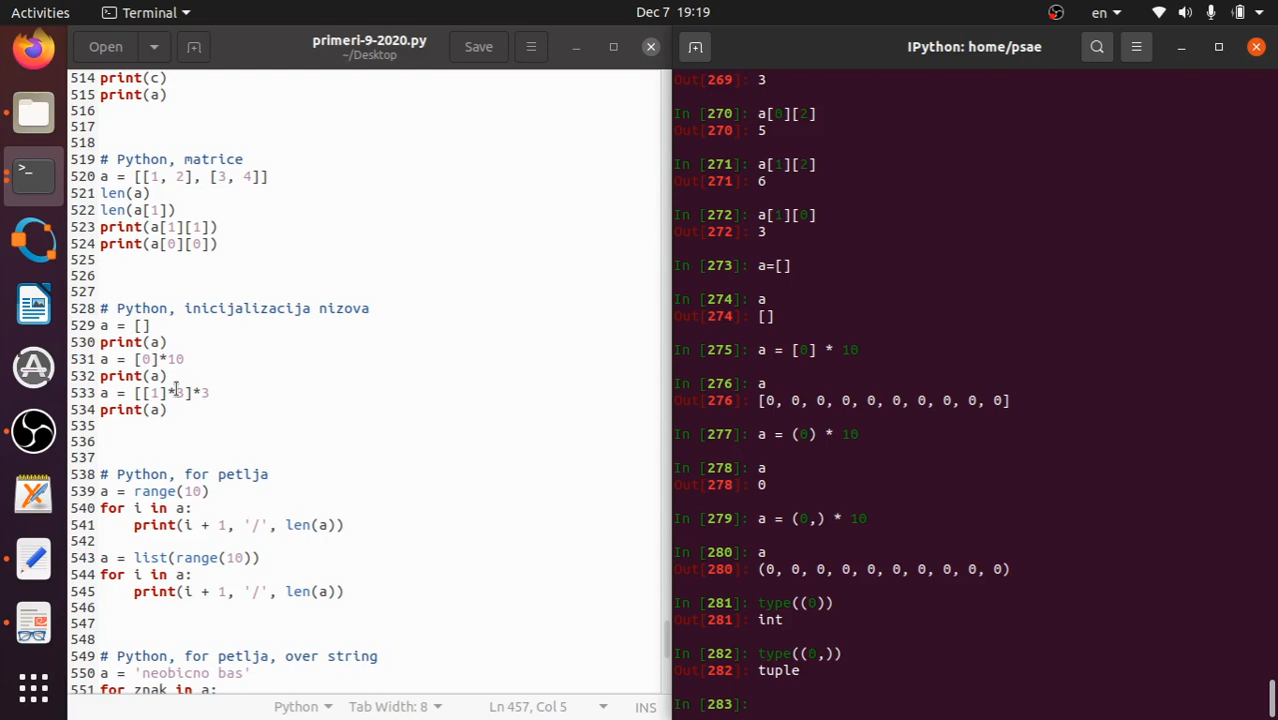 Activities
Terminal
Dec 7 19:19
en
Open
primeri-9-2020.py
~/Desktop
Save
514 print(c)
515 print(a)
516
517
518
519 # Python, matrice
520 a = [[1, 2], [3, 4]]
521 len(a)
522 len(a[1])
523 print(a[1][1])
524 print(a[0][0])
525
526
527
528 # Python, inicijalizacija nizova
529 a = []
530 print(a)
531 a = [0]*10
532 print(a)
533 a = [[1]*3]*3
534 print(a)
535
536
537
538 # Python, for petlja
539 a = range(10)
540 for i in a:
541     print(i + 1, '/', len(a))
542
543 a = list(range(10))
544 for i in a:
545     print(i + 1, '/', len(a))
546
547
548
549 # Python, for petlja, over string
550 a = 'neobicno bas'
551 for znak in a:
Python
Tab Width: 8
Ln 457, Col 5
INS
IPython: home/psae
Out[269]: 3
In [270]: a[0][2]
Out[270]: 5
In [271]: a[1][2]
Out[271]: 6
In [272]: a[1][0]
Out[272]: 3
In [273]: a=[]
In [274]: a
Out[274]: []
In [275]: a = [0] * 10
In [276]: a
Out[276]: [0, 0, 0, 0, 0, 0, 0, 0, 0, 0]
In [277]: a = (0) * 10
In [278]: a
Out[278]: 0
In [279]: a = (0,) * 10
In [280]: a
Out[280]: (0, 0, 0, 0, 0, 0, 0, 0, 0, 0)
In [281]: type((0))
Out[281]: int
In [282]: type((0,))
Out[282]: tuple
In [283]: